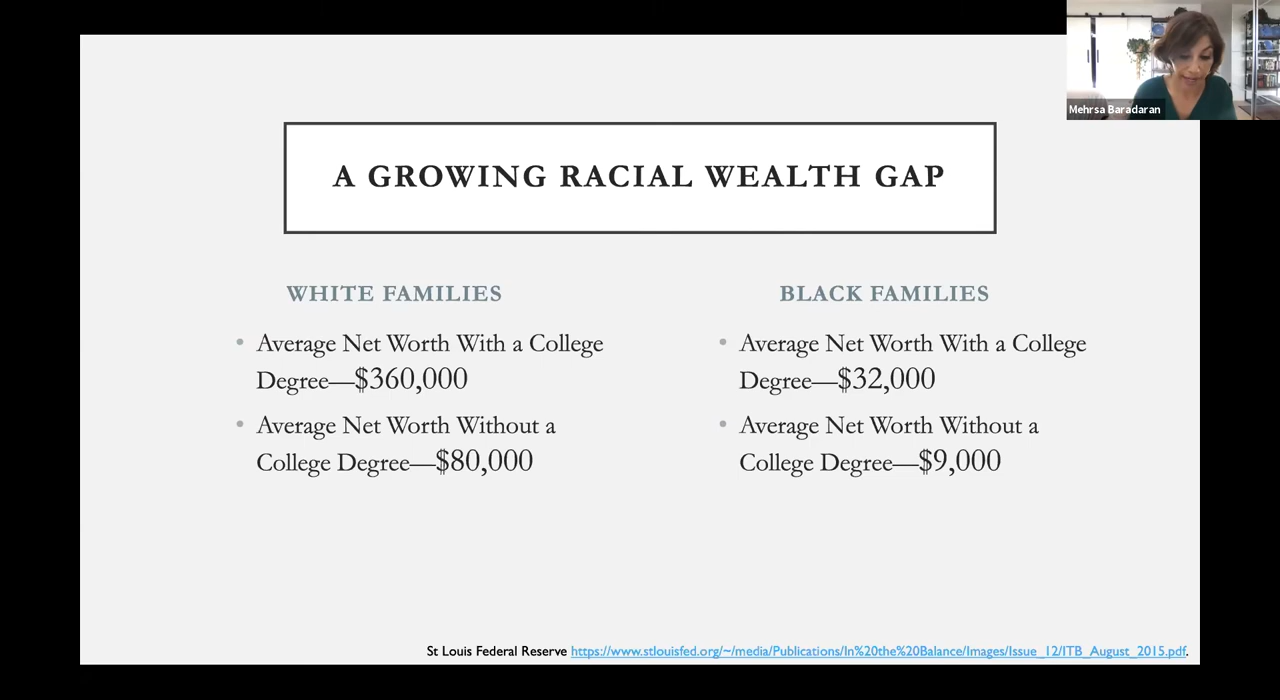 Mehrsa Baradaran
A GROWING RACIAL WEALTH GAP
WHITE FAMILIES
• Average Net Worth With a College
Degree—$360,000
• Average Net Worth Without a
College Degree—$80,000
BLACK FAMILIES
• Average Net Worth With a College
Degree—$32,000
• Average Net Worth Without a
College Degree—$9,000
St Louis Federal Reserve https://www.stlouisfed.org/~/media/Publications/In%20the%20Balance/Images/Issue_12/ITB_August_2015.pdf.